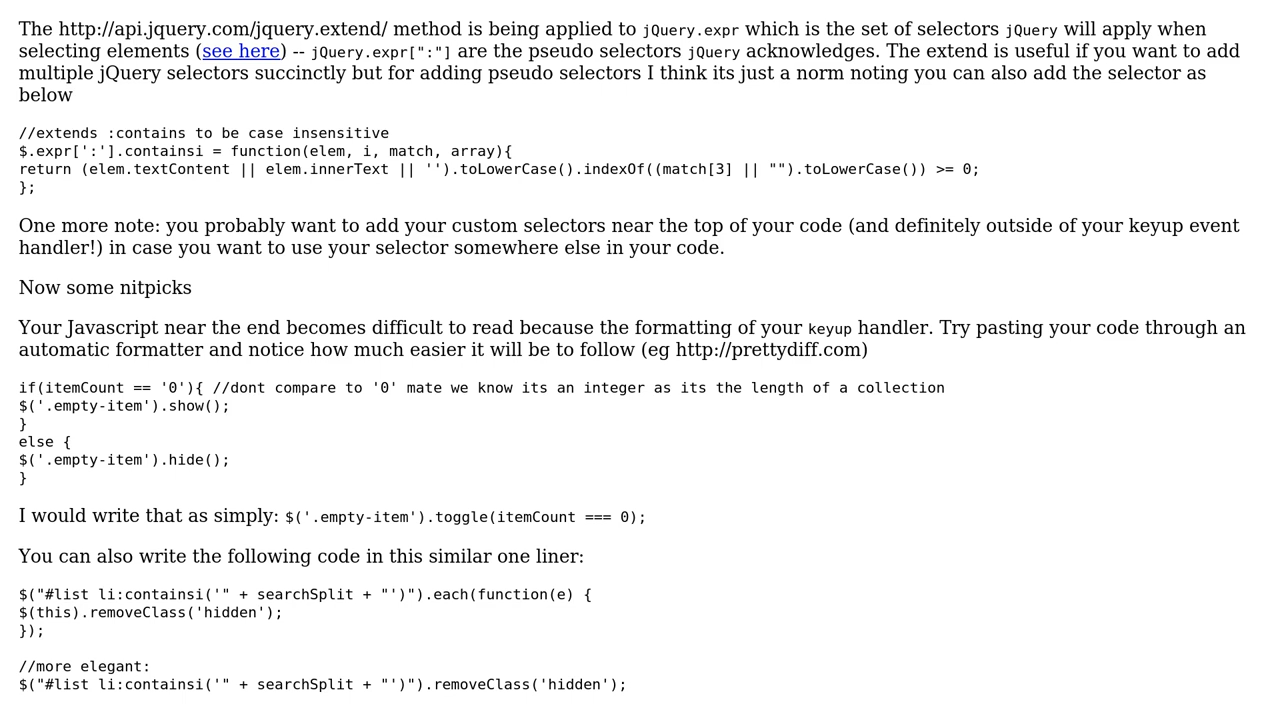 The http://api.jquery.com/jquery.extend/ method is being applied to jQuery.expr which is the set of selectors jQuery will apply when
selecting elements (see here) -- jQuery.expr[":"] are the pseudo selectors jQuery acknowledges. The extend is useful if you want to add
multiple jQuery selectors succinctly but for adding pseudo selectors I think its just a norm noting you can also add the selector as
below
//extends :contains to be case insensitive
$.expr[':'].containsi = function(elem, i, match, array){
return (elem.textContent || elem.innerText || '').toLowerCase().indexOf((match[3] || "").toLowerCase()) >= 0;
};
One more note: you probably want to add your custom selectors near the top of your code (and definitely outside of your keyup event
handler!) in case you want to use your selector somewhere else in your code.
Now some nitpicks
Your Javascript near the end becomes difficult to read because the formatting of your keyup handler. Try pasting your code through an
automatic formatter and notice how much easier it will be to follow (eg http://prettydiff.com)
if(itemCount == '0'){ //dont compare to '0' mate we know its an integer as its the length of a collection
$('.empty-item').show();
}
else {
$('.empty-item').hide();
}
I would write that as simply: $('.empty-item').toggle(itemCount === 0);
You can also write the following code in this similar one liner:
$("#list li:containsi('" + searchSplit + "')").each(function(e) {
$(this).removeClass('hidden');
});
//more elegant:
$("#list li:containsi('" + searchSplit + "')").removeClass('hidden');